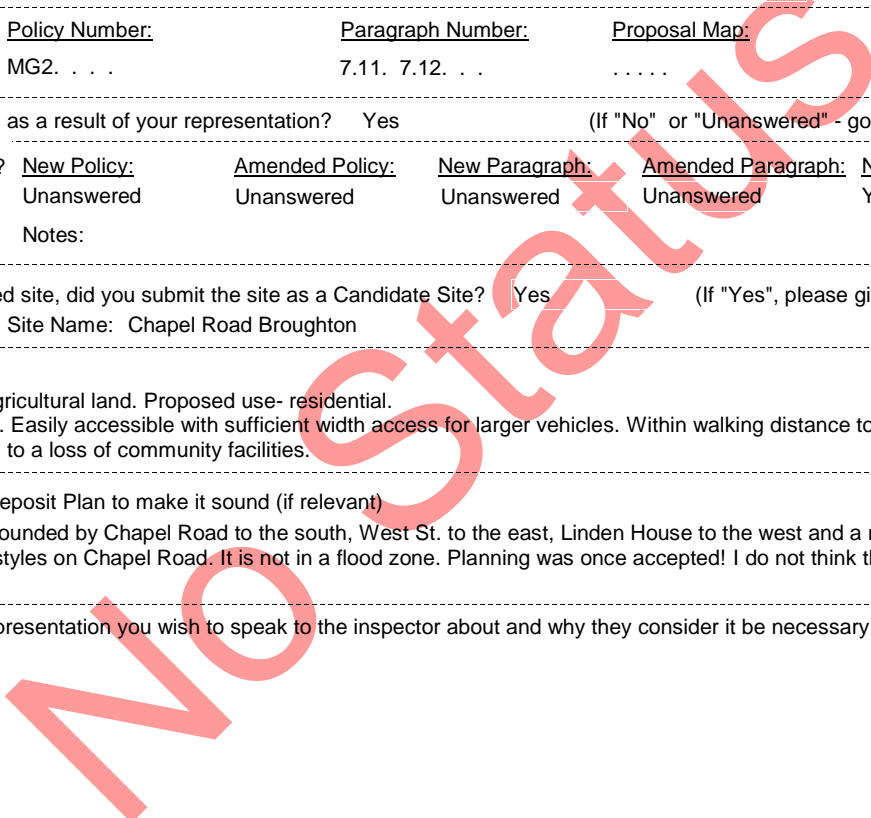 Policy Number: Paragraph Number: Proposal Map:
MG2. . . . 7.11. 7.12. . . . . . . .
as a result of your representation? Yes (If "No" or "Unanswered" - go
? New Policy: Amended Policy: New Paragraph: Amended Paragraph: N
Unanswered Unanswered Unanswered Unanswered Y
Notes:
ed site, did you submit the site as a Candidate Site? Yes (If "Yes", please gi
Site Name: Chapel Road Broughton
gricultural land. Proposed use- residential.
. Easily accessible with sufficient width access for larger vehicles. Within walking distance to
to a loss of community facilities.
eposit Plan to make it sound (if relevant)
ounded by Chapel Road to the south, West St. to the east, Linden House to the west and a r
styles on Chapel Road. It is not in a flood zone. Planning was once accepted! I do not think th
presentation you wish to speak to the inspector about and why they consider it be necessary
No Status